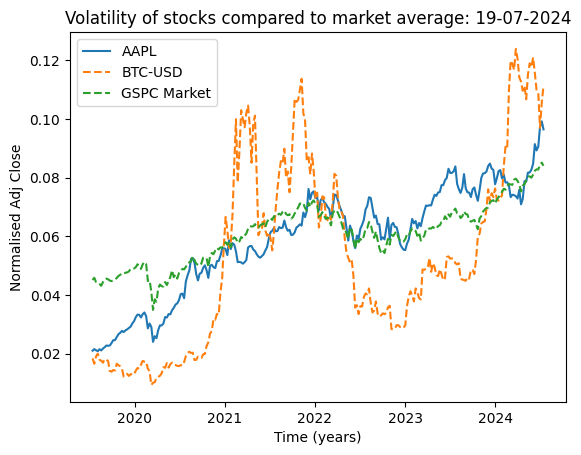 Volatility of stocks compared to market average: 19-07-2024
AAPL
BTC-USD
GSPC Market
Normalised Adj Close
0.12
0.10
0.08
0.06
0.04
0.02
2020
2021
2022
2023
2024
Time (years)